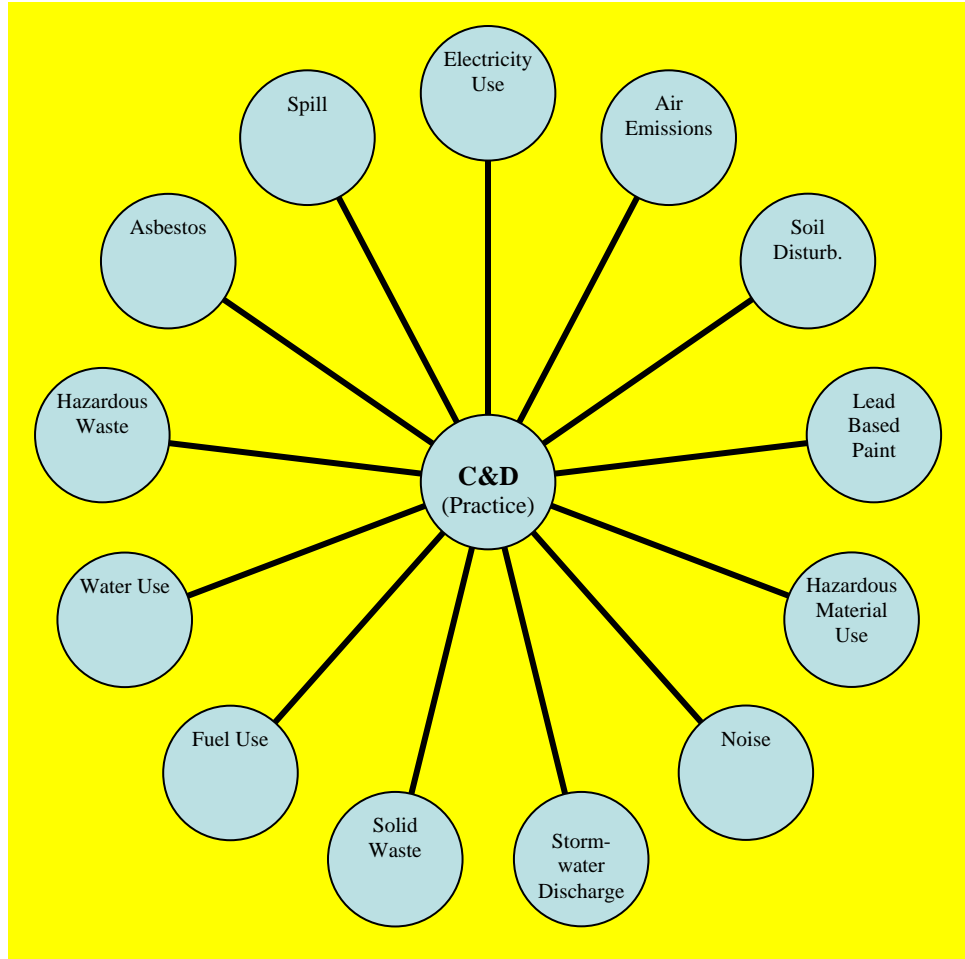 Electricity
Use
Air
Emissions
Soil
Disturb.
Lead
Based
Paint
Hazardous
Material
Use
Noise
Storm-
water
Discharge
Solid
Waste
Fuel Use
Water Use
Hazardous
Waste
Asbestos
Spill
C&D
(Practice)